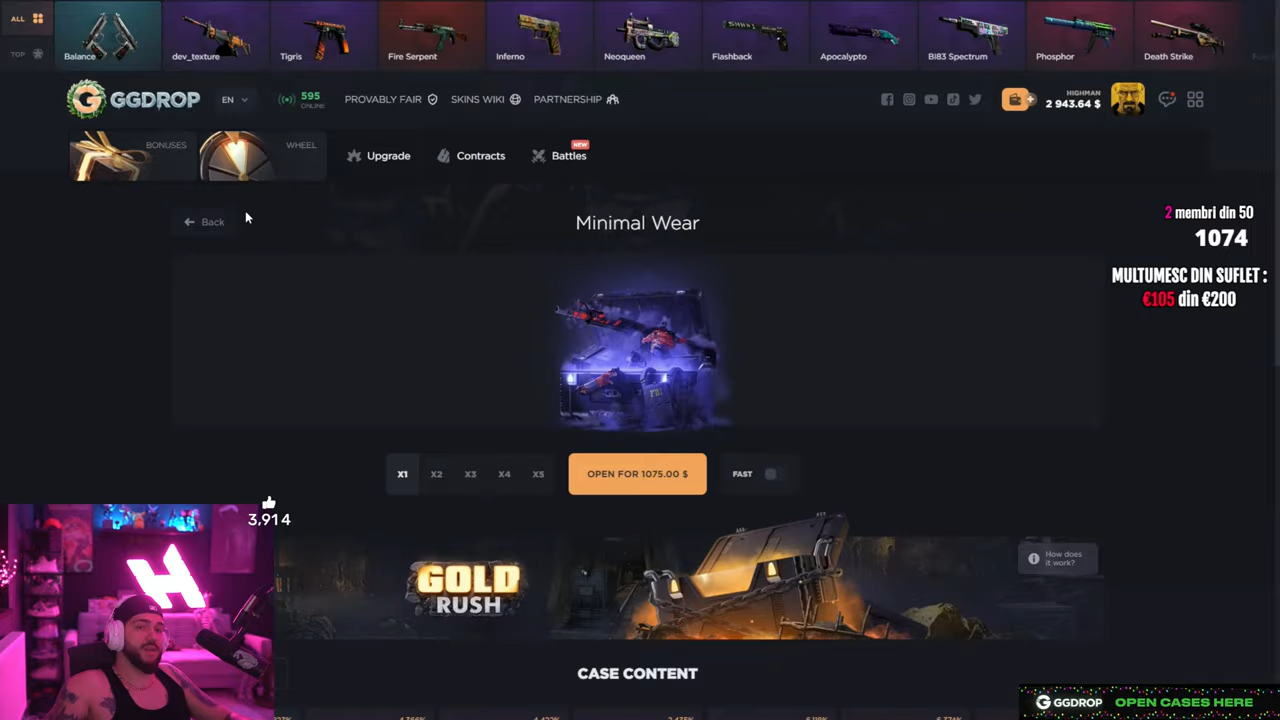 ALL
TOP
Balance
dev_texture
Tigris
Fire Serpent
Inferno
Neoqueen
Flashback
Apocalypto
BI83 Spectrum
Phosphor
Death Strike
GGDROP
EN
595
ONLINE
PROVABLY FAIR
SKINS WIKI
PARTNERSHIP
HIGHMAN
2 943.64 $
BONUSES
WHEEL
Upgrade
Contracts
NEW
Battles
Back
Minimal Wear
2 membri din 50
1074
MULTUMESC DIN SUFLET :
€105 din €200
X1
X2
X3
X4
X5
OPEN FOR 1075.00 $
FAST
3,914
GOLD
RUSH
How does
it work?
CASE CONTENT
GGDROP
OPEN CASES HERE